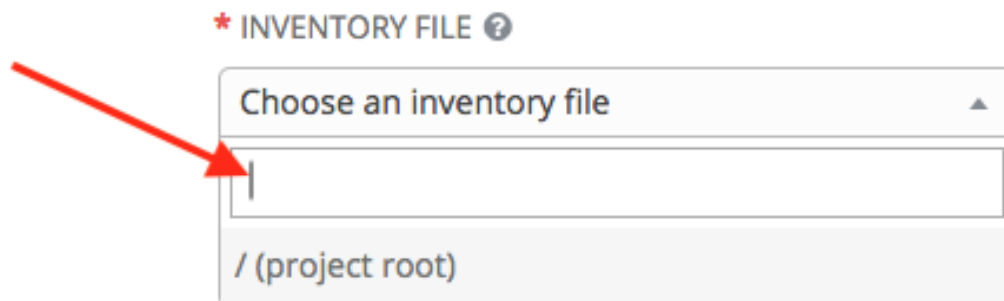 * INVENTORY FILE ?
Choose an inventory file
/ (project root)